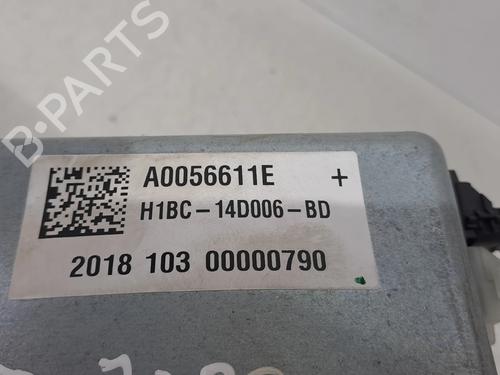 B-PARTS
A0056611E +
H1BC-14D006-BD
2018 103 00000790